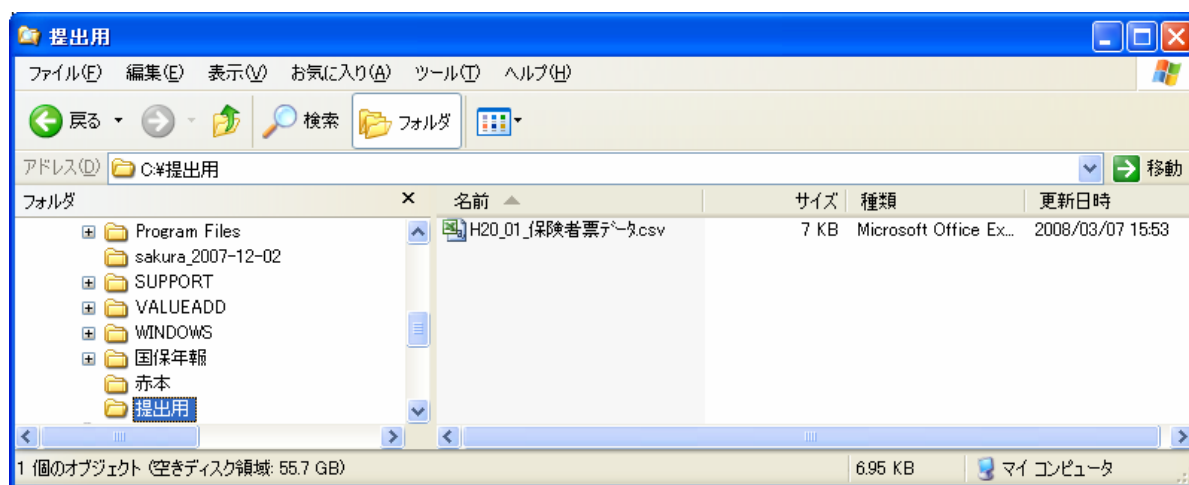 提出用
ファイル(F) 編集(E) 表示(V) お気に入り(A) ツール(T) ヘルプ(H)
戻る 検索 フォルダ
アドレス(D) C:¥提出用 移動
フォルダ × 名前 サイズ 種類 更新日時
Program Files H20_01_保険者票データ.csv 7 KB Microsoft Office Ex... 2008/03/07 15:53
sakura_2007-12-02
SUPPORT
VALUEADD
WINDOWS
国保年報
赤本
提出用
1 個のオブジェクト (空きディスク領域: 55.7 GB) 6.95 KB マイ コンピュータ